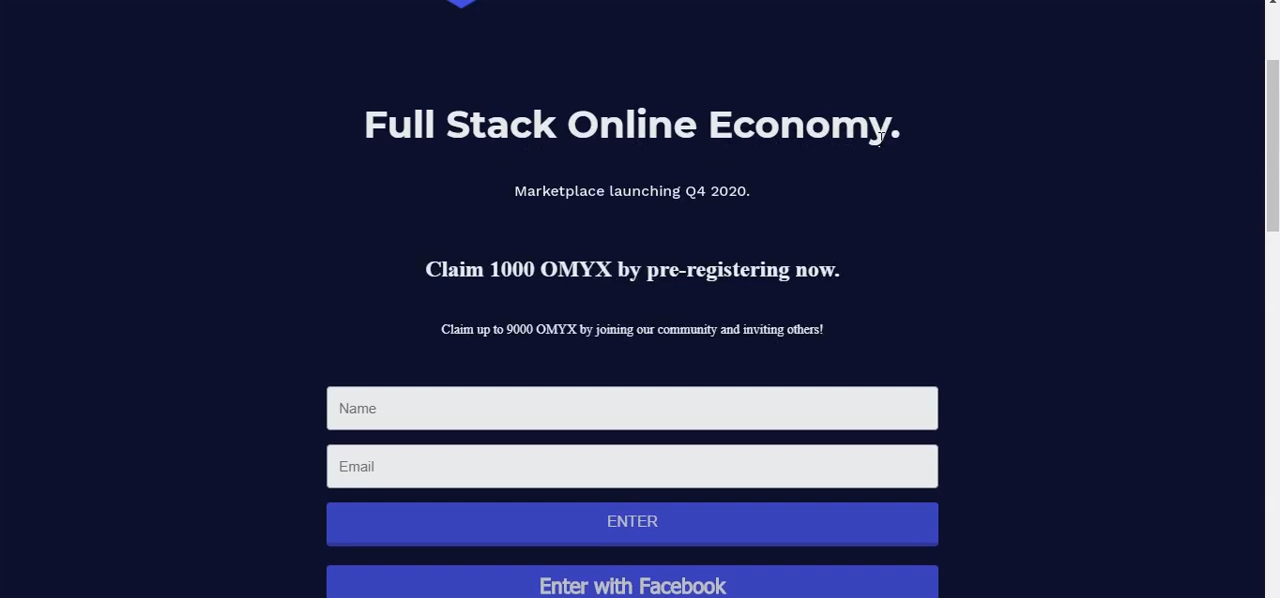 Full Stack Online Economy.
Marketplace launching Q4 2020.
Claim 1000 OMYX by pre-registering now.
Claim up to 9000 OMYX by joining our community and inviting others!
Name
Email
ENTER
Enter with Facebook